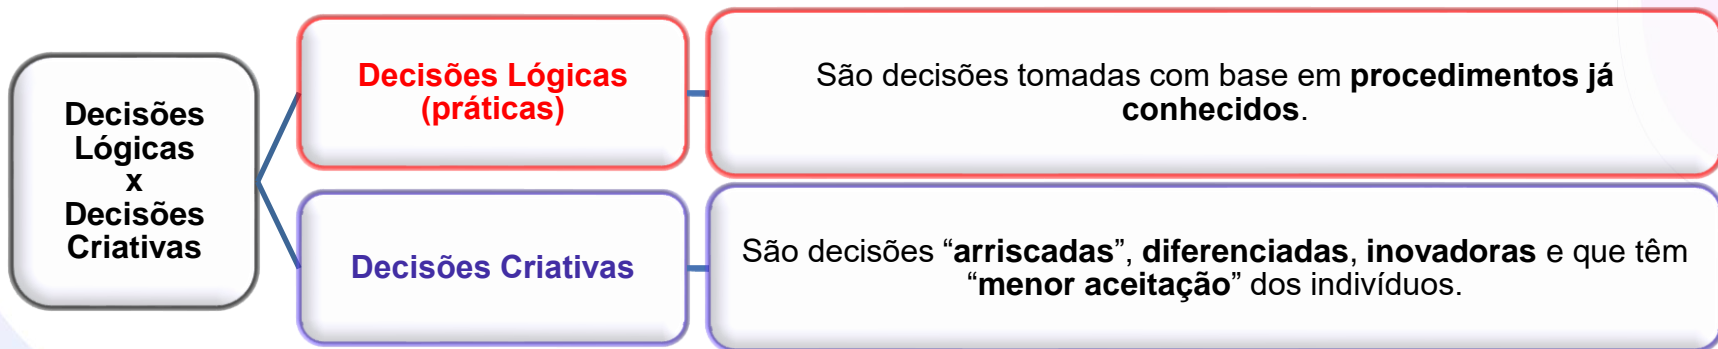 Decisões
Lógicas
x
Decisões
Criativas
Decisões Lógicas
(práticas)
São decisões tomadas com base em procedimentos já
conhecidos.
Decisões Criativas
São decisões “arriscadas”, diferenciadas, inovadoras e que têm
“menor aceitação” dos indivíduos.